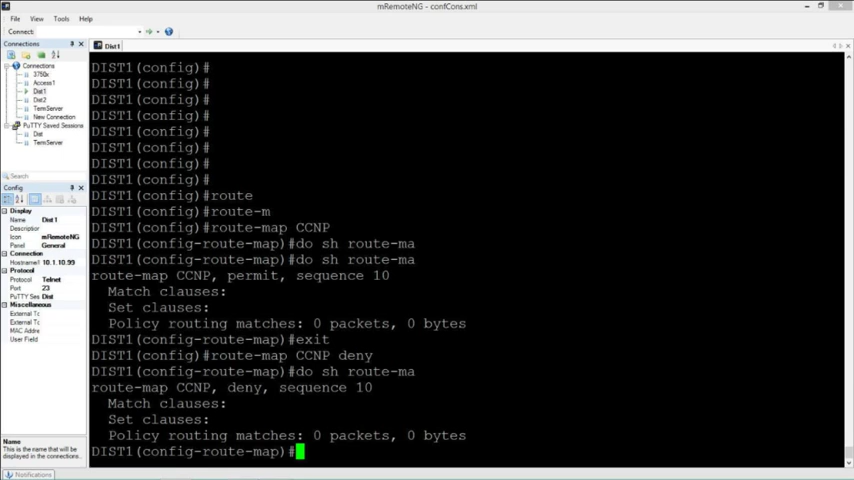 mRemoteNG - confCons.xml
File View Tools Help
Connect:
Connections
Dist1
Connections
3750x
Access1
Dist1
Dist2
TermServer
New Connection
PuTTY Saved Sessions
Dist
TermServer
Search
Config
Display
Name Dist1
Description
Icon mRemoteNG
Panel General
Connection
Hostname 10.1.10.99
Protocol
Protocol Telnet
Port 23
PuTTY Ses Dist
Miscellaneous
External To
External To
MAC Addre
User Field
Name
This is the name that will be
displayed in the connections...
Notifications
DIST1(config)#
DIST1(config)#
DIST1(config)#
DIST1(config)#
DIST1(config)#
DIST1(config)#
DIST1(config)#
DIST1(config)#
DIST1(config)#route
DIST1(config)#route-m
DIST1(config)#route-map CCNP
DIST1(config-route-map)#do sh route-ma
DIST1(config-route-map)#do sh route-ma
route-map CCNP, permit, sequence 10
Match clauses:
Set clauses:
Policy routing matches: 0 packets, 0 bytes
DIST1(config-route-map)#exit
DIST1(config)#route-map CCNP deny
DIST1(config-route-map)#do sh route-ma
route-map CCNP, deny, sequence 10
Match clauses:
Set clauses:
Policy routing matches: 0 packets, 0 bytes
DIST1(config-route-map)#